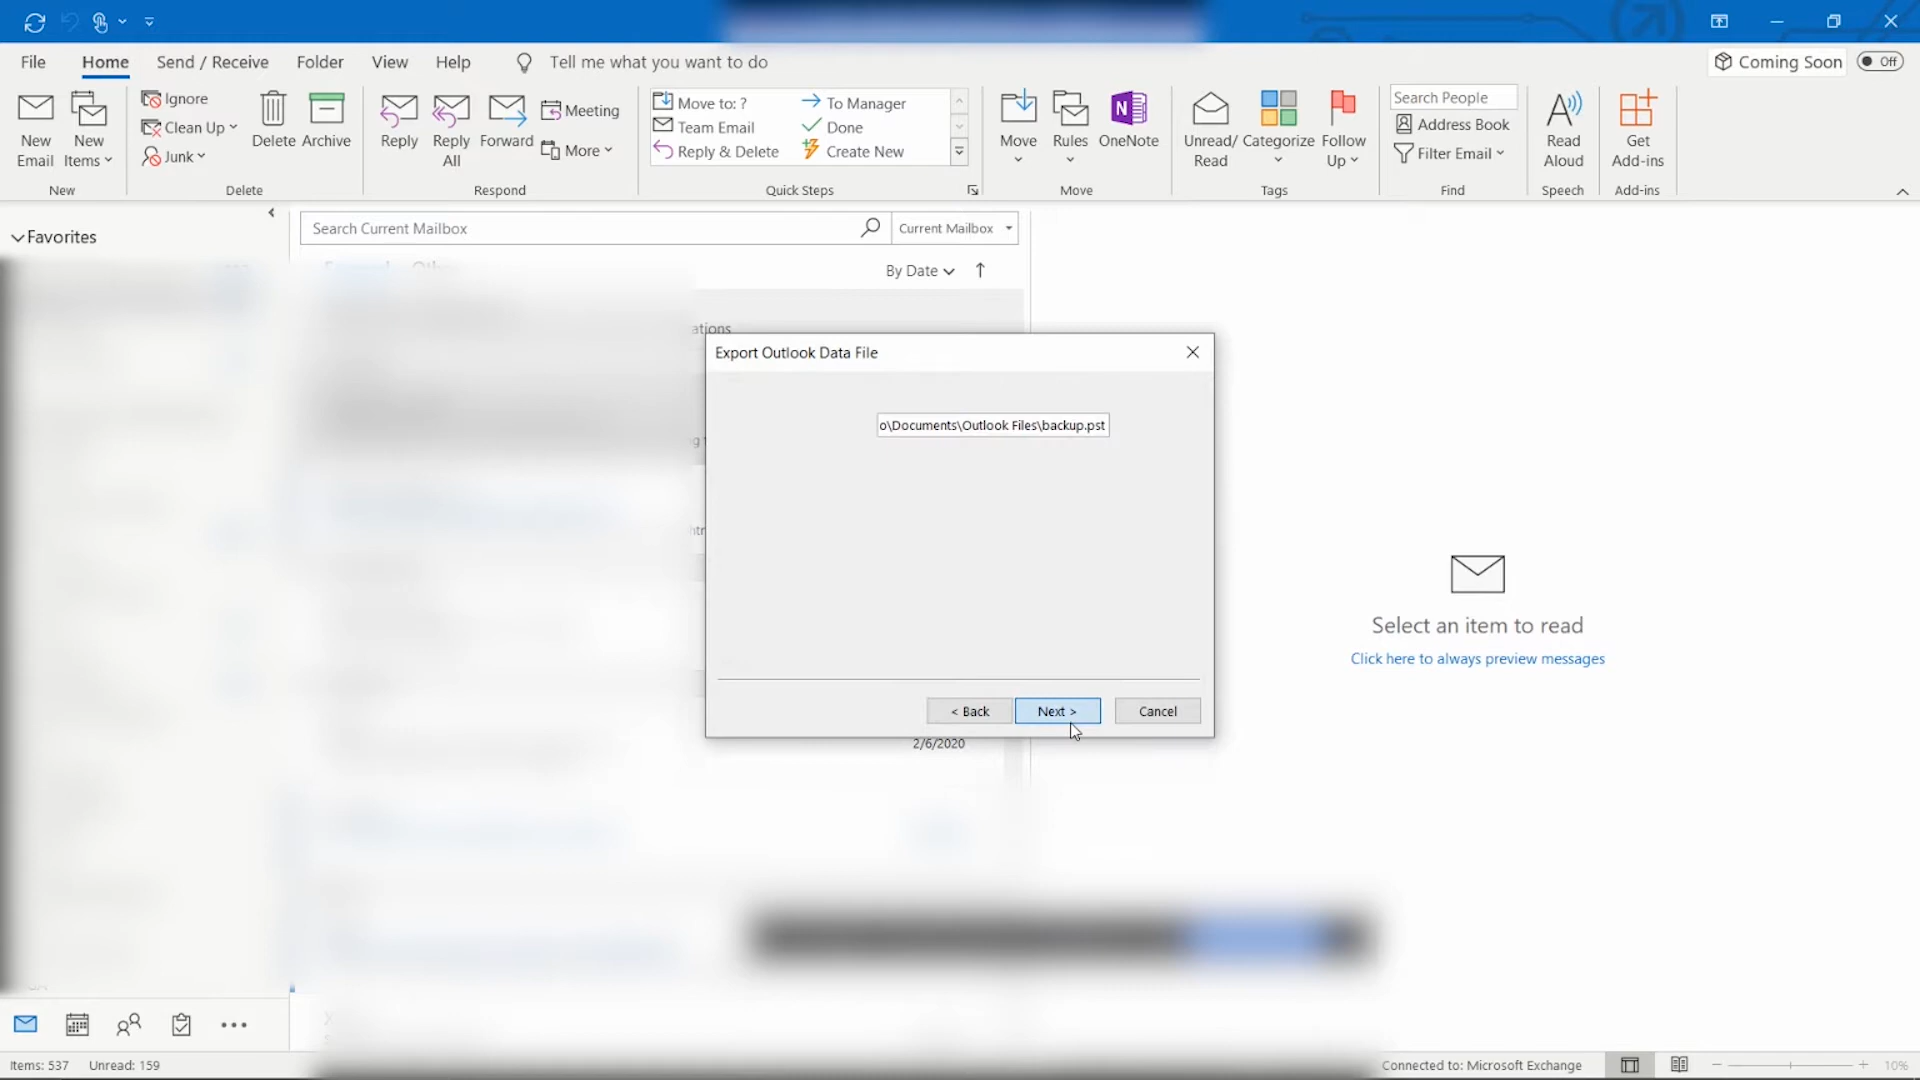 File Home Send / Receive Folder View Help Tell me what you want to do Coming Soon Off
New Email
New Items
New
Ignore
Clean Up
Junk
Delete
Archive
Delete
Reply
Reply All
Forward
Meeting
More
Respond
Move to: ?
Team Email
Reply & Delete
To Manager
Done
Create New
Quick Steps
Move
Rules
OneNote
Move
Unread/ Read
Categorize
Follow Up
Tags
Search People
Address Book
Filter Email
Find
Read Aloud
Speech
Get Add-ins
Add-ins
Favorites
Search Current Mailbox
Current Mailbox
By Date
ations
Export Outlook Data File
o\Documents\Outlook Files\backup.pst
< Back Next > Cancel
2/6/2020
Select an item to read
Click here to always preview messages
Items: 537 Unread: 159
Connected to: Microsoft Exchange
10%